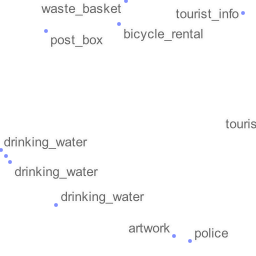 waste_basket
tourist_info
bicycle_rental
post_box
touris
drinking_water
drinking_water
drinking_water
artwork
police